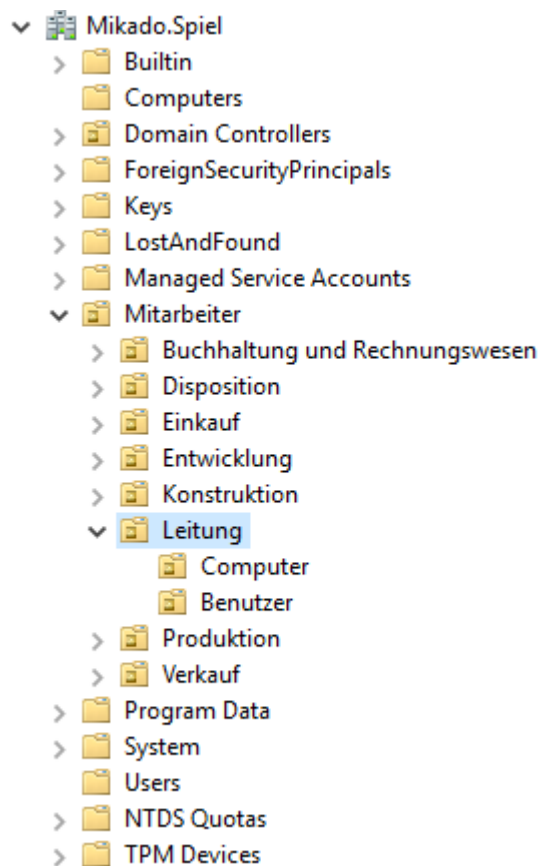 Mikado.Spiel
Builtin
Computers
Domain Controllers
ForeignSecurityPrincipals
Keys
LostAndFound
Managed Service Accounts
Mitarbeiter
Buchhaltung und Rechnungswesen
Disposition
Einkauf
Entwicklung
Konstruktion
Leitung
Computer
Benutzer
Produktion
Verkauf
Program Data
System
Users
NTDS Quotas
TPM Devices